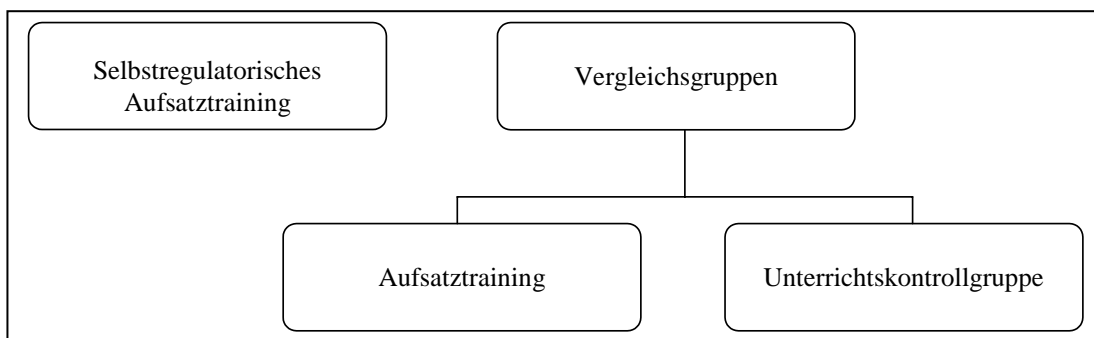 Selbstregulatorisches
Aufsatztraining
Vergleichsgruppen
Aufsatztraining
Unterrichtskontrollgruppe